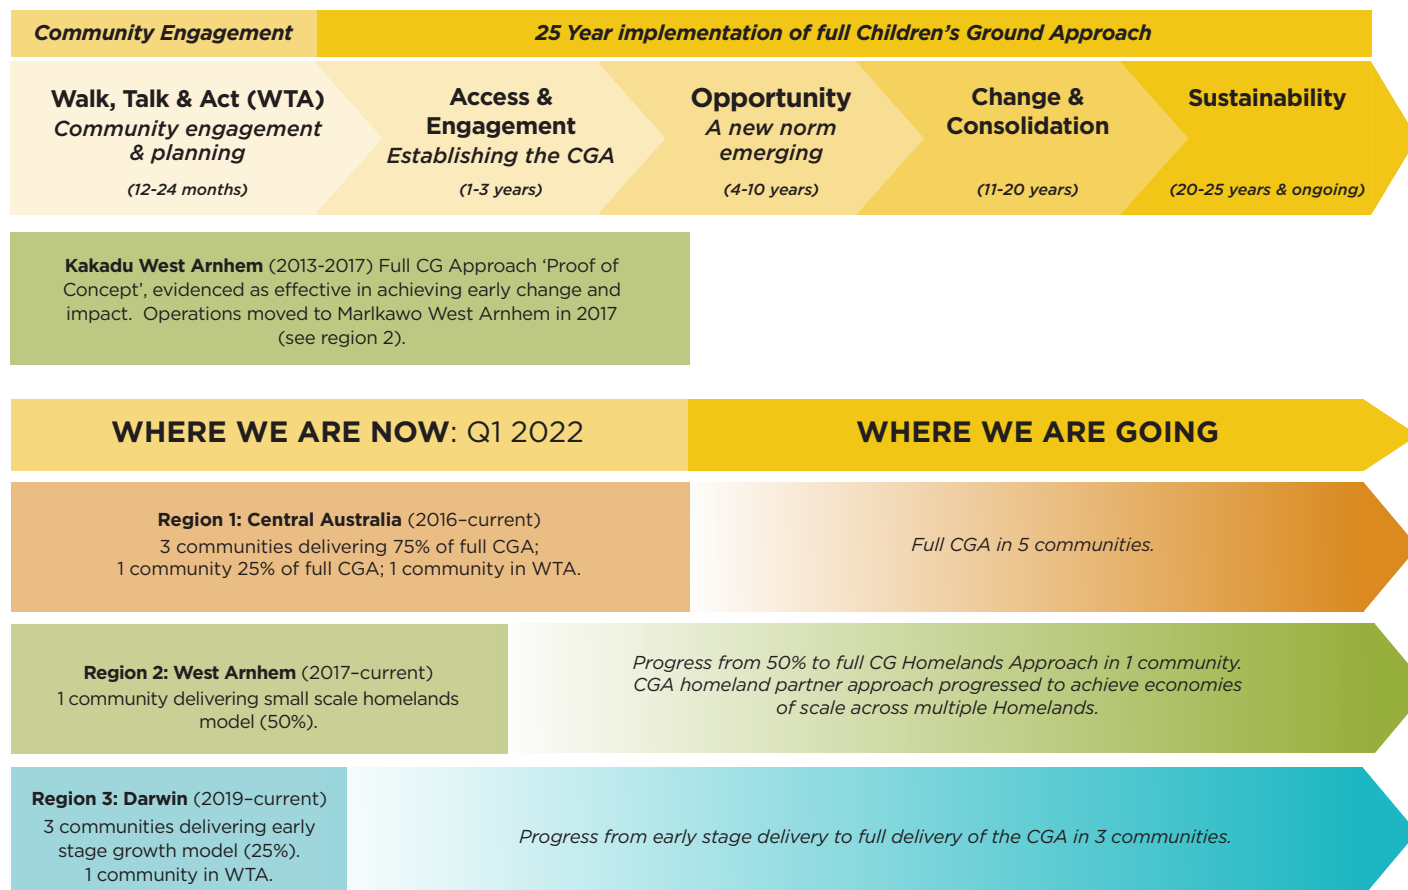 Community Engagement
25 Year implementation of full Children's Ground Approach
Walk, Talk & Act (WTA)
Community engagement
& planning
(12-24 months)
Access &
Engagement
Establishing the CGA
(1-3 years)
Opportunity
A new norm
emerging
(4-10 years)
Change &
Consolidation
(11-20 years)
Sustainability
(20-25 years & ongoing)
Kakadu West Arnhem (2013-2017) Full CG Approach ‘Proof of
Concept’, evidenced as effective in achieving early change and
impact. Operations moved to Marlkawo West Arnhem in 2017
(see region 2).
WHERE WE ARE NOW: Q1 2022
WHERE WE ARE GOING
Region 1: Central Australia (2016–current)
3 communities delivering 75% of full CGA;
1 community 25% of full CGA; 1 community in WTA.
Full CGA in 5 communities.
Region 2: West Arnhem (2017–current)
1 community delivering small scale homelands
model (50%).
Progress from 50% to full CG Homelands Approach in 1 community.
CGA homeland partner approach progressed to achieve economies
of scale across multiple Homelands.
Region 3: Darwin (2019–current)
3 communities delivering early
stage growth model (25%).
1 community in WTA.
Progress from early stage delivery to full delivery of the CGA in 3 communities.